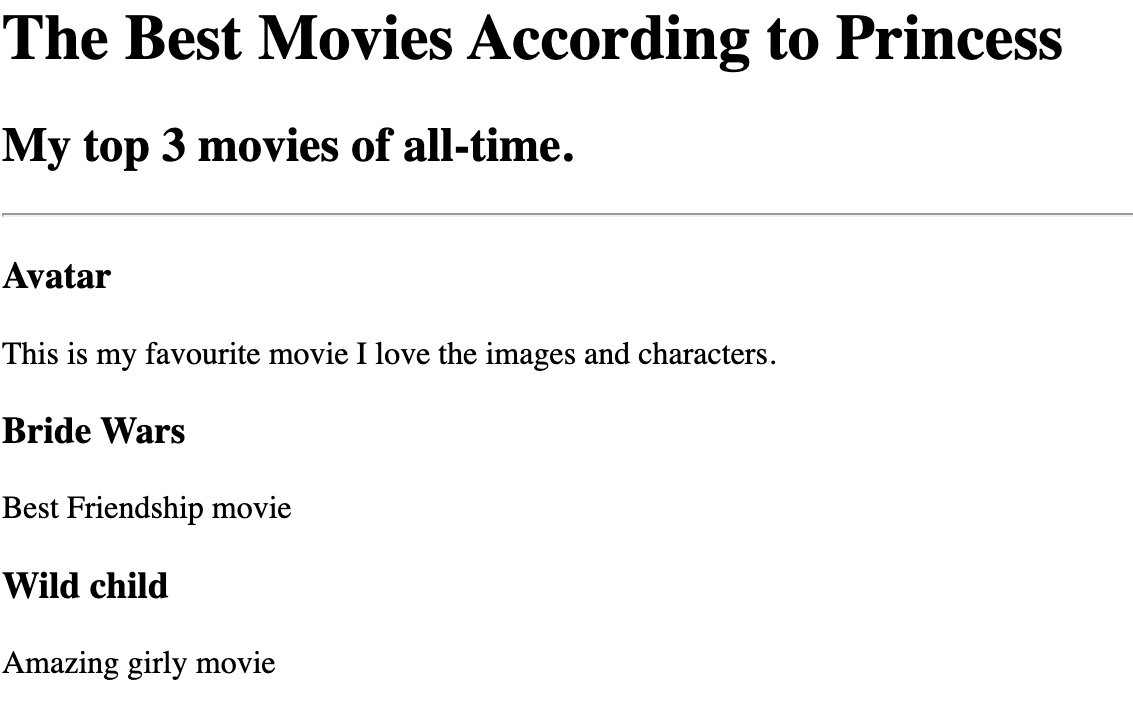 The Best Movies According to Princess
My top 3 movies of all-time.
Avatar
This is my favourite movie I love the images and characters.
Bride Wars
Best Friendship movie
Wild child
Amazing girly movie